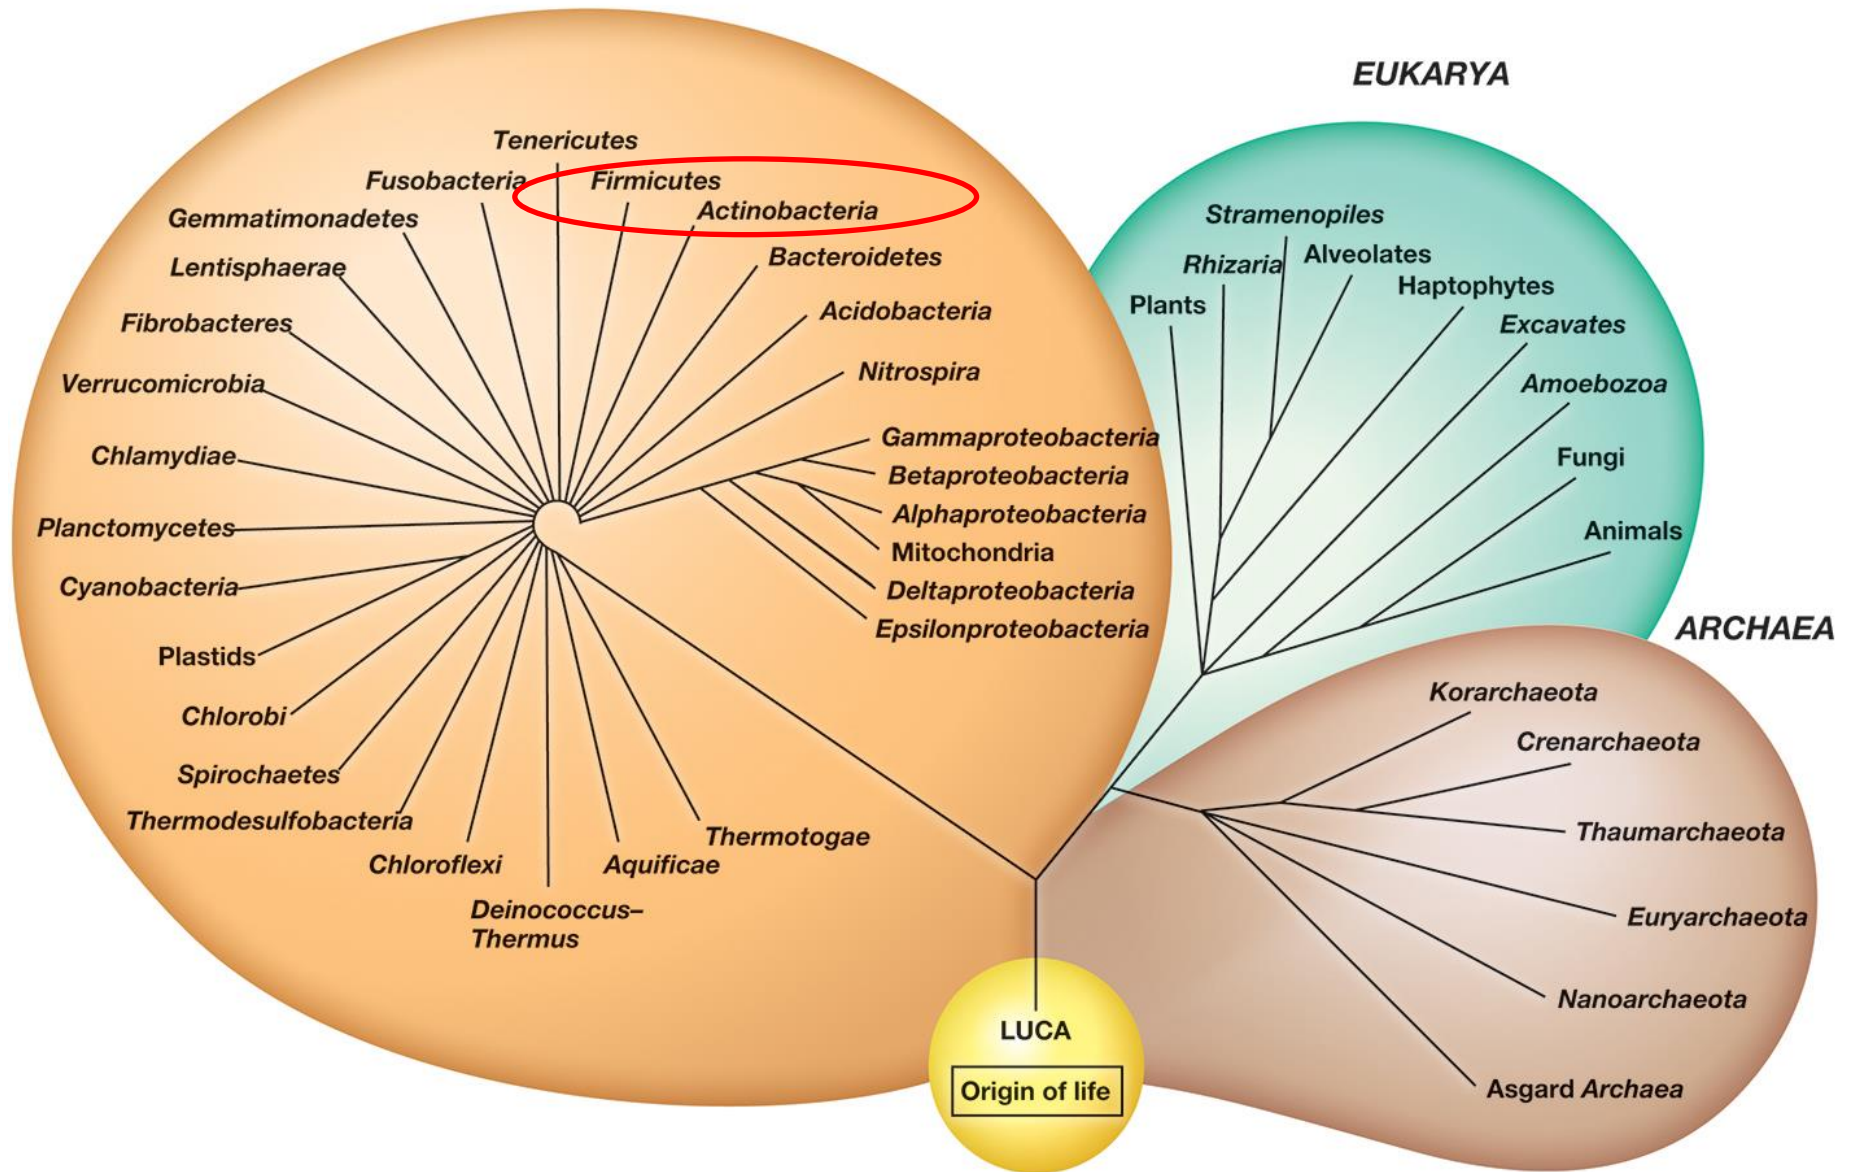 EUKARYA
Tenericutes
Fusobacteria
Firmicutes
Gemmatimonadetes
Actinobacteria
Lentisphaerae
Bacteroidetes
Fibrobacteres
Acidobacteria
Verrucomicrobia
Nitrospira
Chlamydiae
Gammaproteobacteria
Betaproteobacteria
Planctomycetes
Alphaproteobacteria
Mitochondria
Cyanobacteria
Deltaproteobacteria
Epsilonproteobacteria
Plastids
Chlorobi
Spirochaetes
Thermodesulfobacteria
Chloroflexi
Deinococcus–
Thermus
Aquificae
Thermotogae
Stramenopiles
Rhizaria
Alveolates
Plants
Haptophytes
Excavates
Amoebozoa
Fungi
Animals
ARCHAEA
Korarchaeota
Crenarchaeota
Thaumarchaeota
Euryarchaeota
Nanoarchaeota
Asgard Archaea
LUCA
Origin of life